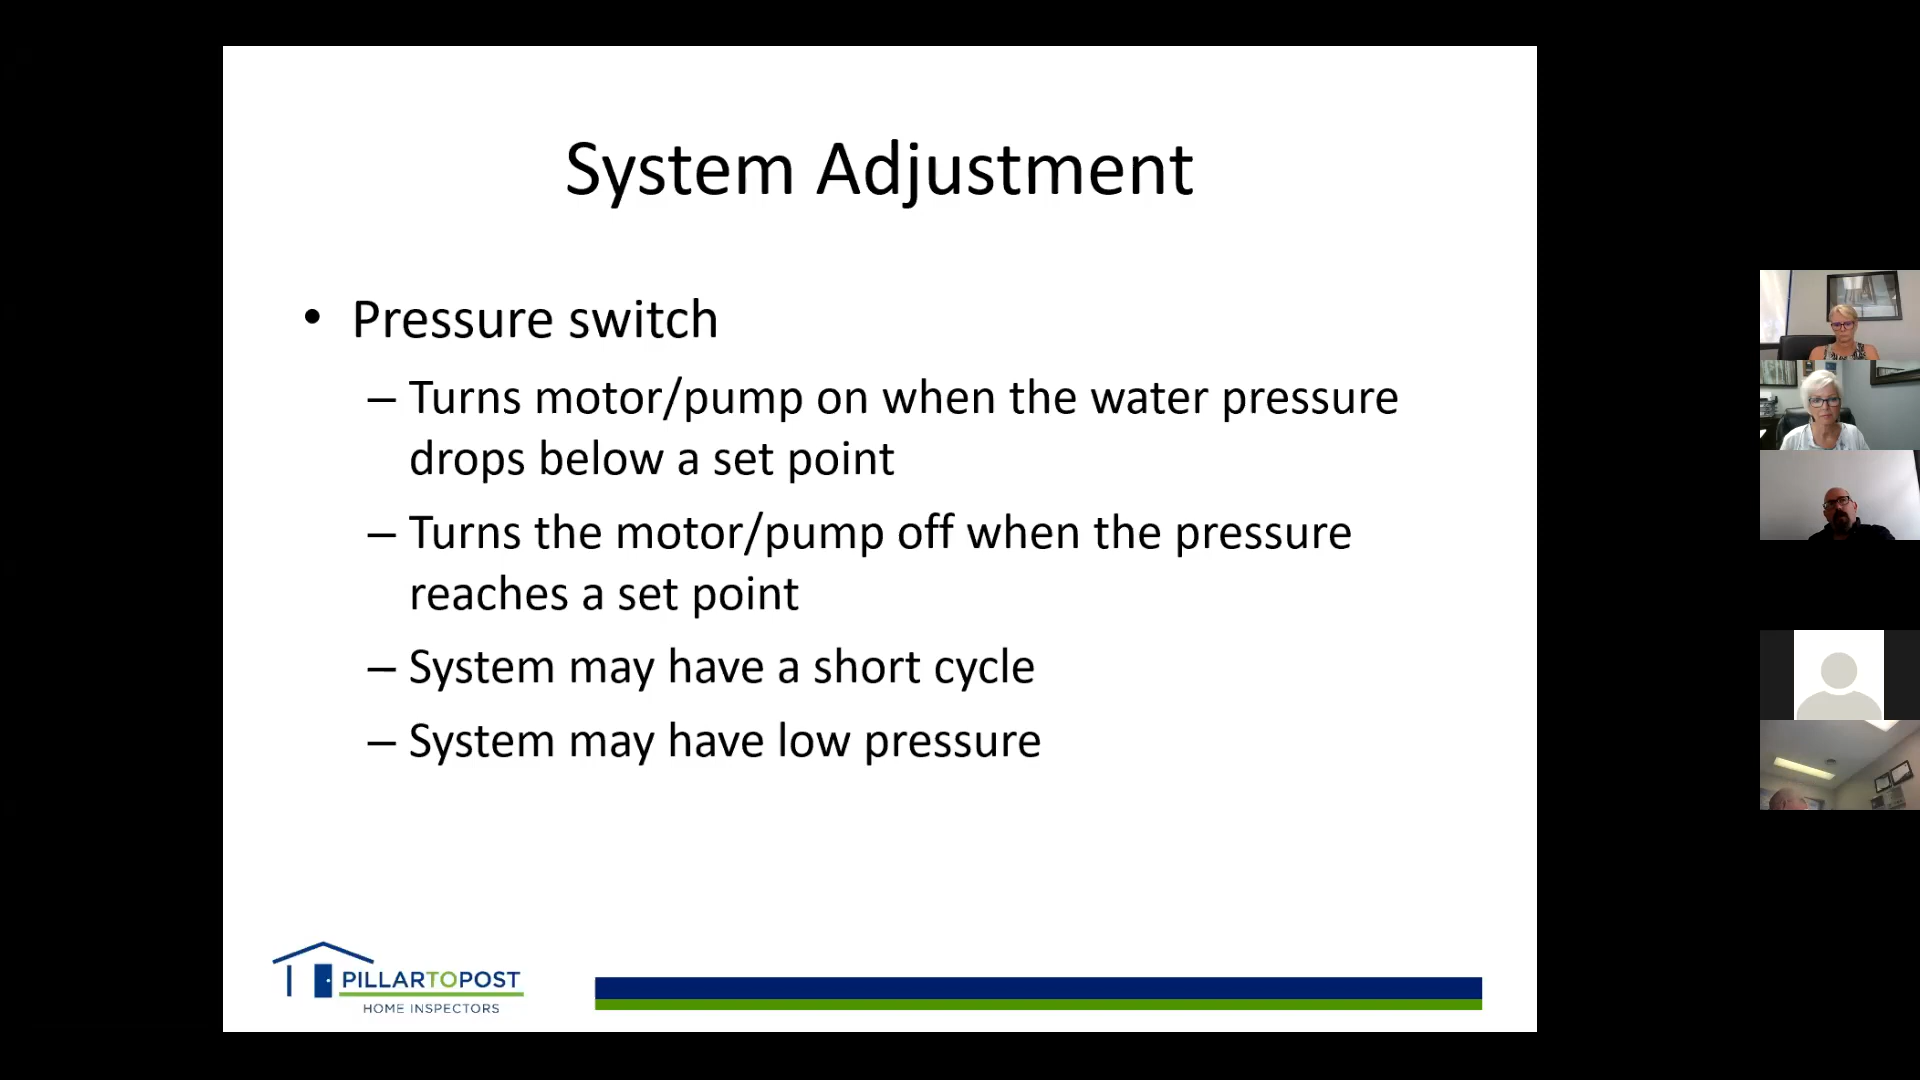 System Adjustment
• Pressure switch
– Turns motor/pump on when the water pressure
drops below a set point
– Turns the motor/pump off when the pressure
reaches a set point
– System may have a short cycle
– System may have low pressure
PILLARTOPOST
HOME INSPECTORS